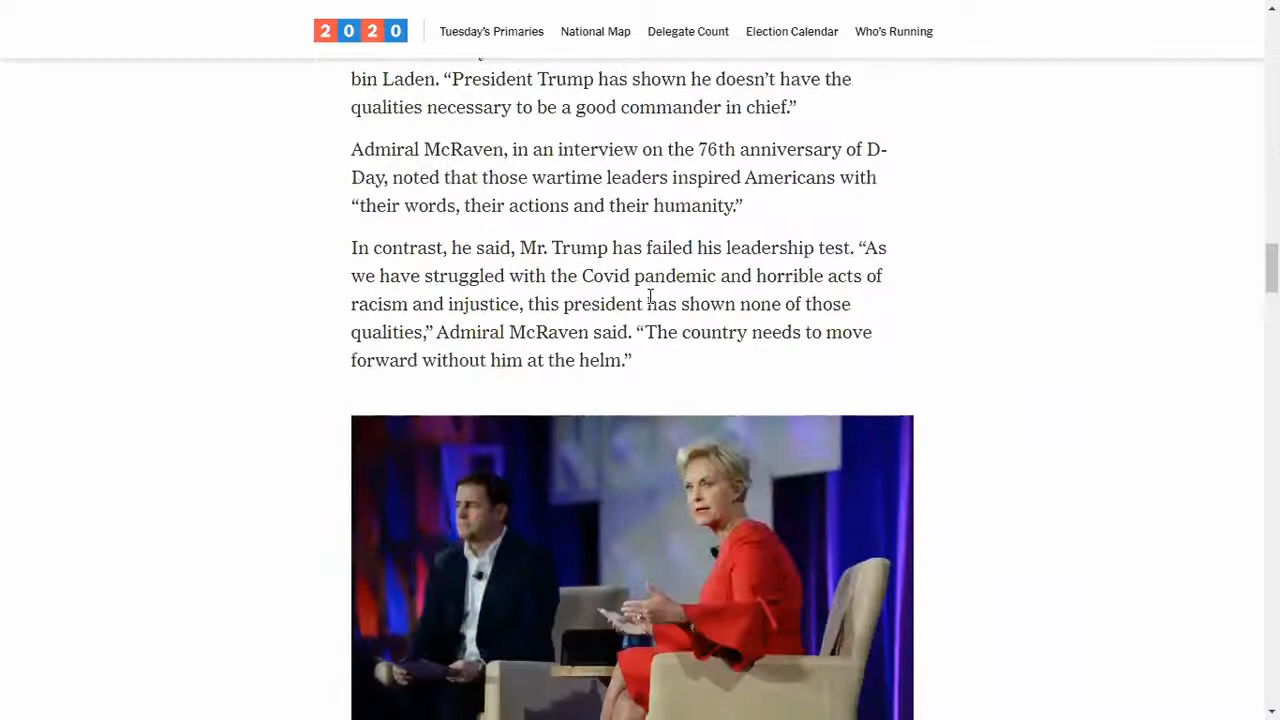 2020
Tuesday’s Primaries
National Map
Delegate Count
Election Calendar
Who’s Running
bin Laden. “President Trump has shown he doesn’t have the
qualities necessary to be a good commander in chief.”
Admiral McRaven, in an interview on the 76th anniversary of D-
Day, noted that those wartime leaders inspired Americans with
“their words, their actions and their humanity.”
In contrast, he said, Mr. Trump has failed his leadership test. “As
we have struggled with the Covid pandemic and horrible acts of
racism and injustice, this president has shown none of those
qualities,” Admiral McRaven said. “The country needs to move
forward without him at the helm.”